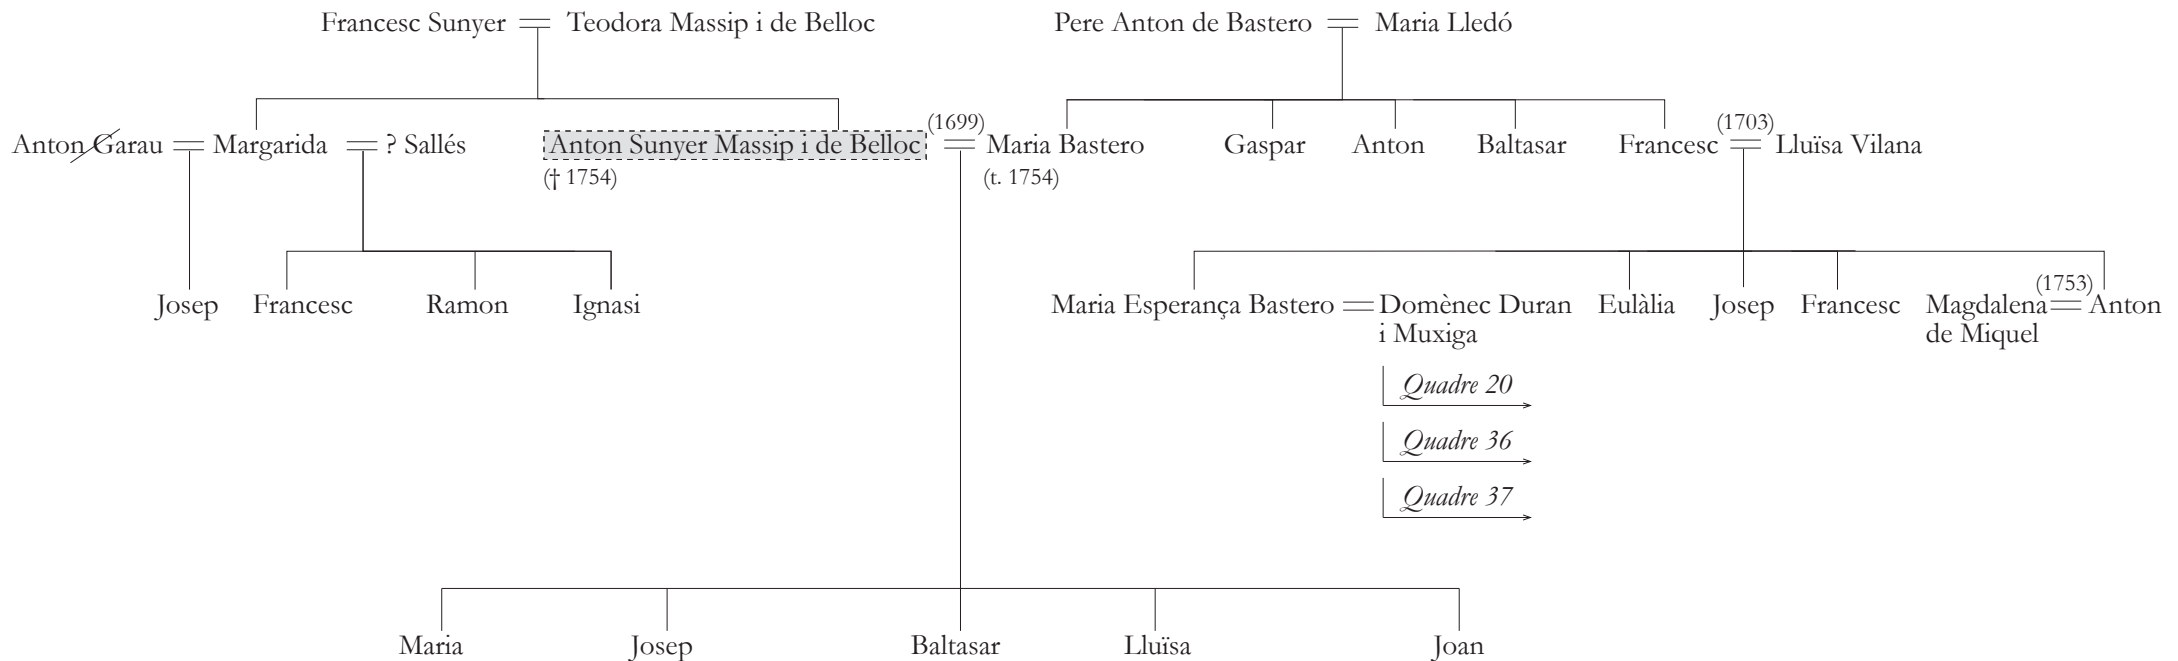 Francesc Sunyer Teodora Massip i de Belloc Pere Anton de Bastero Maria Lledó
(1699) (1703)
Anton Garau Margarida ? Sallés Anton Sunyer Massip i de Belloc Maria Bastero Gaspar Anton Baltasar Francesc Lluïsa Vilana
(† 1754) (t. 1754)
(1753)
Josep Francesc Ramon Ignasi Maria Esperança Bastero Domènec Duran Eulàlia Josep Francesc Magdalena Anton
i Muxiga de Miquel
Quadre 20
Quadre 36
Quadre 37
Maria Josep Baltasar Lluïsa Joan